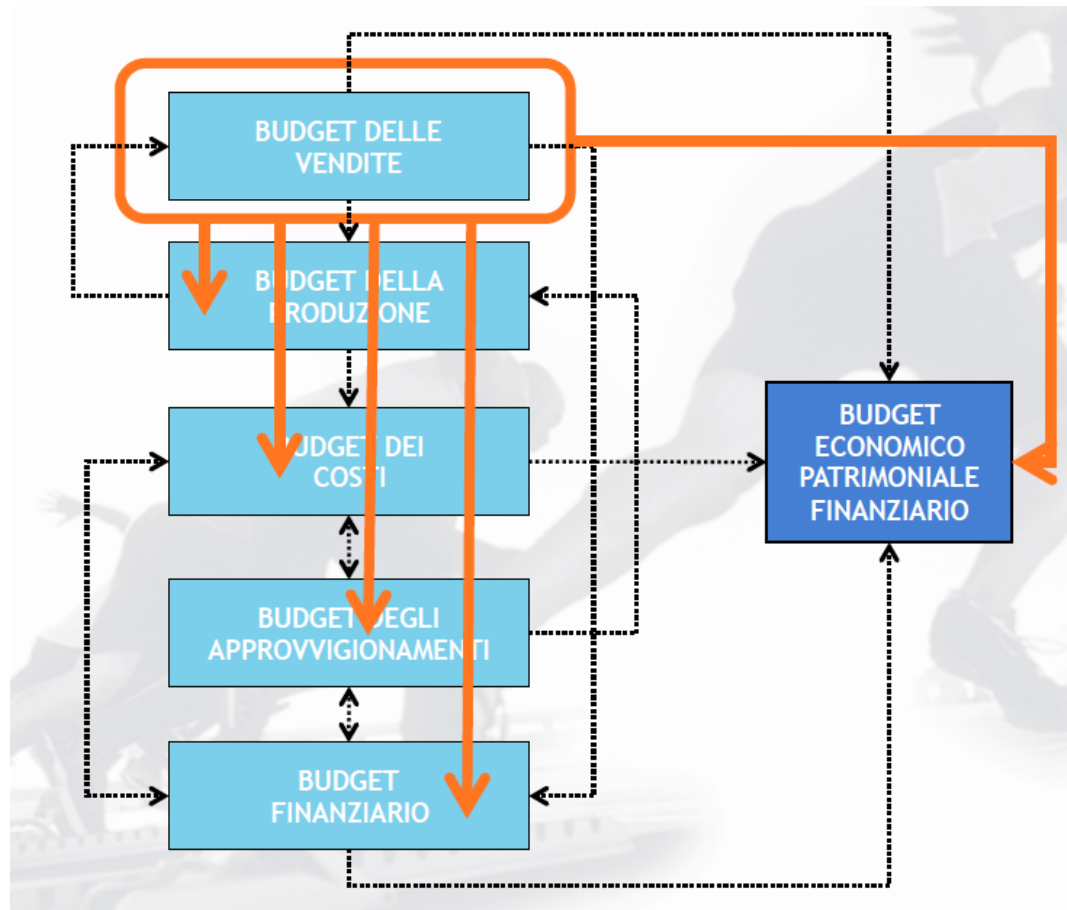 BUDGET DELLE
VENDITE
BUDGET DELLA
PRODUZIONE
BUDGET DEI
COSTI
BUDGET
ECONOMICO
PATRIMONIALE
FINANZIARIO
BUDGET DEGLI
APPROVVIGIONAMENTI
BUDGET
FINANZIARIO